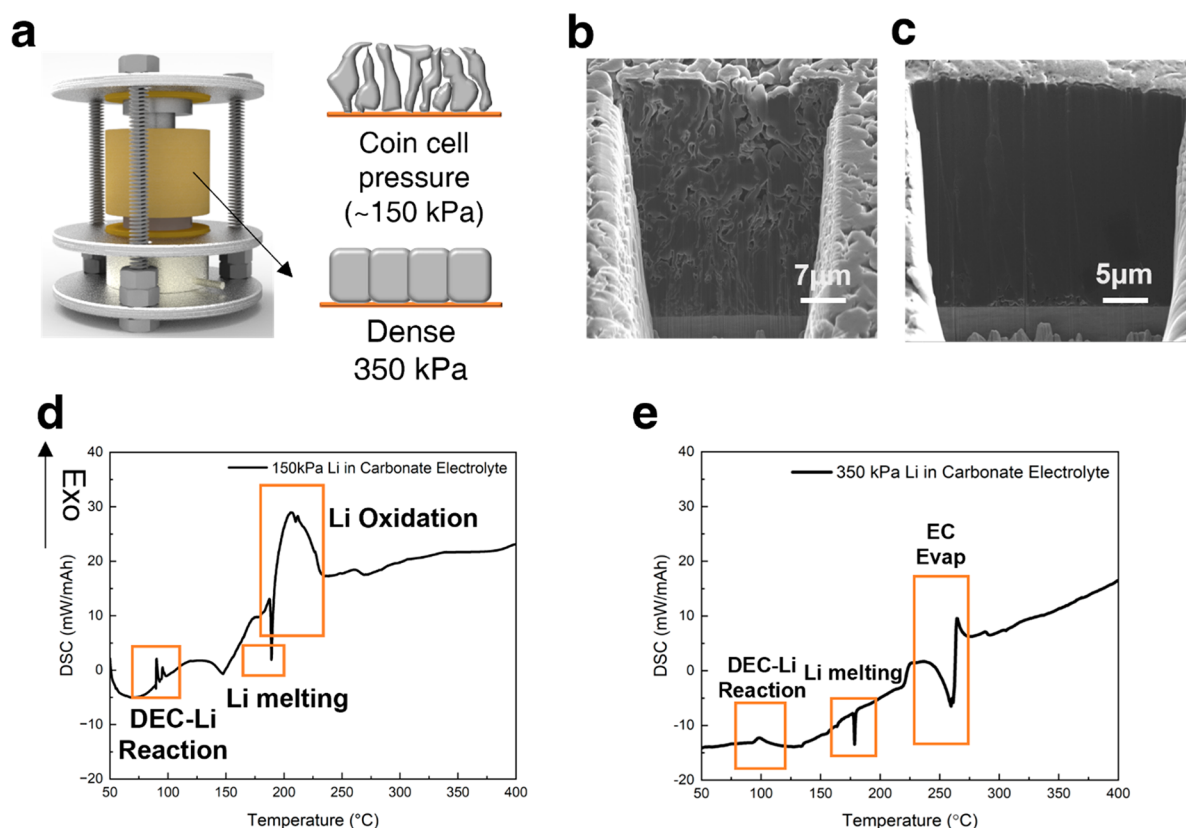 a
Coin cell
pressure
(~150 kPa)
Dense
350 kPa
b
7μm
c
5μm
d
Exo
DSC (mW/mAh)
40
30
20
10
0
−10
−20
150kPa Li in Carbonate Electrolyte
Li Oxidation
Li melting
DEC-Li
Reaction
50 100 150 200 250 300 350 400
Temperature (°C)
e
DSC (mW/mAh)
40
30
20
10
0
−10
−20
350 kPa Li in Carbonate Electrolyte
EC
Evap
DEC-Li
Reaction
Li melting
50 100 150 200 250 300 350 400
Temperature (°C)